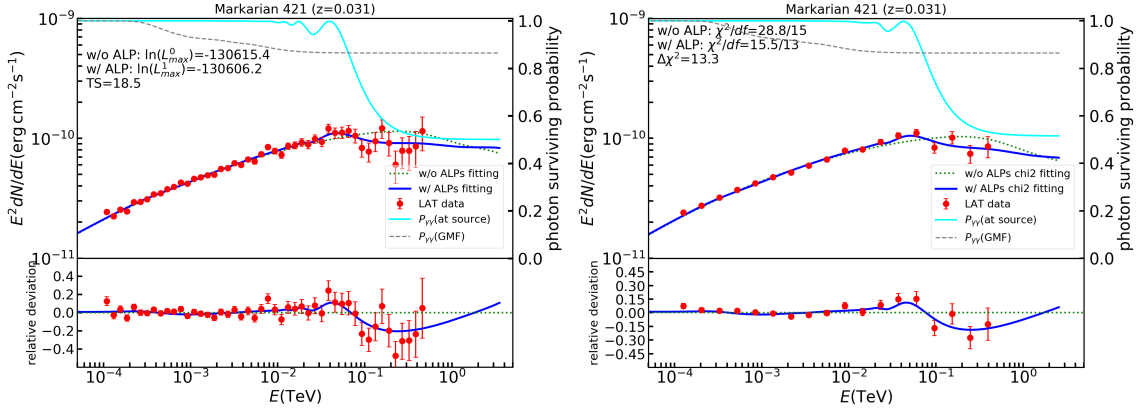 Markarian 421 (z=0.031)
w/o ALP: ln(L⁰max)=-130615.4
w/ ALP: ln(L¹max)=-130606.2
TS=18.5
10⁻⁹
10⁻¹⁰
10⁻¹¹
E²dN/dE(erg cm⁻²s⁻¹)
1.0
0.8
0.6
0.4
0.2
0.0
photon surviving probability
w/o ALPs fitting
w/ ALPs fitting
LAT data
Pγγ(at source)
Pγγ(GMF)
relative deviation
0.4
0.2
0.0
−0.2
−0.4
10⁻⁴ 10⁻³ 10⁻² 10⁻¹ 10⁰
E(TeV)
Markarian 421 (z=0.031)
w/o ALP: χ²/df=28.8/15
w/ ALP: χ²/df=15.5/13
Δχ²=13.3
10⁻⁹
10⁻¹⁰
10⁻¹¹
E²dN/dE(erg cm⁻²s⁻¹)
1.0
0.8
0.6
0.4
0.2
0.0
photon surviving probability
w/o ALPs chi2 fitting
w/ ALPs chi2 fitting
LAT data
Pγγ(at source)
Pγγ(GMF)
relative deviation
0.45
0.30
0.15
0.00
−0.15
−0.30
−0.45
10⁻⁴ 10⁻³ 10⁻² 10⁻¹ 10⁰
E(TeV)